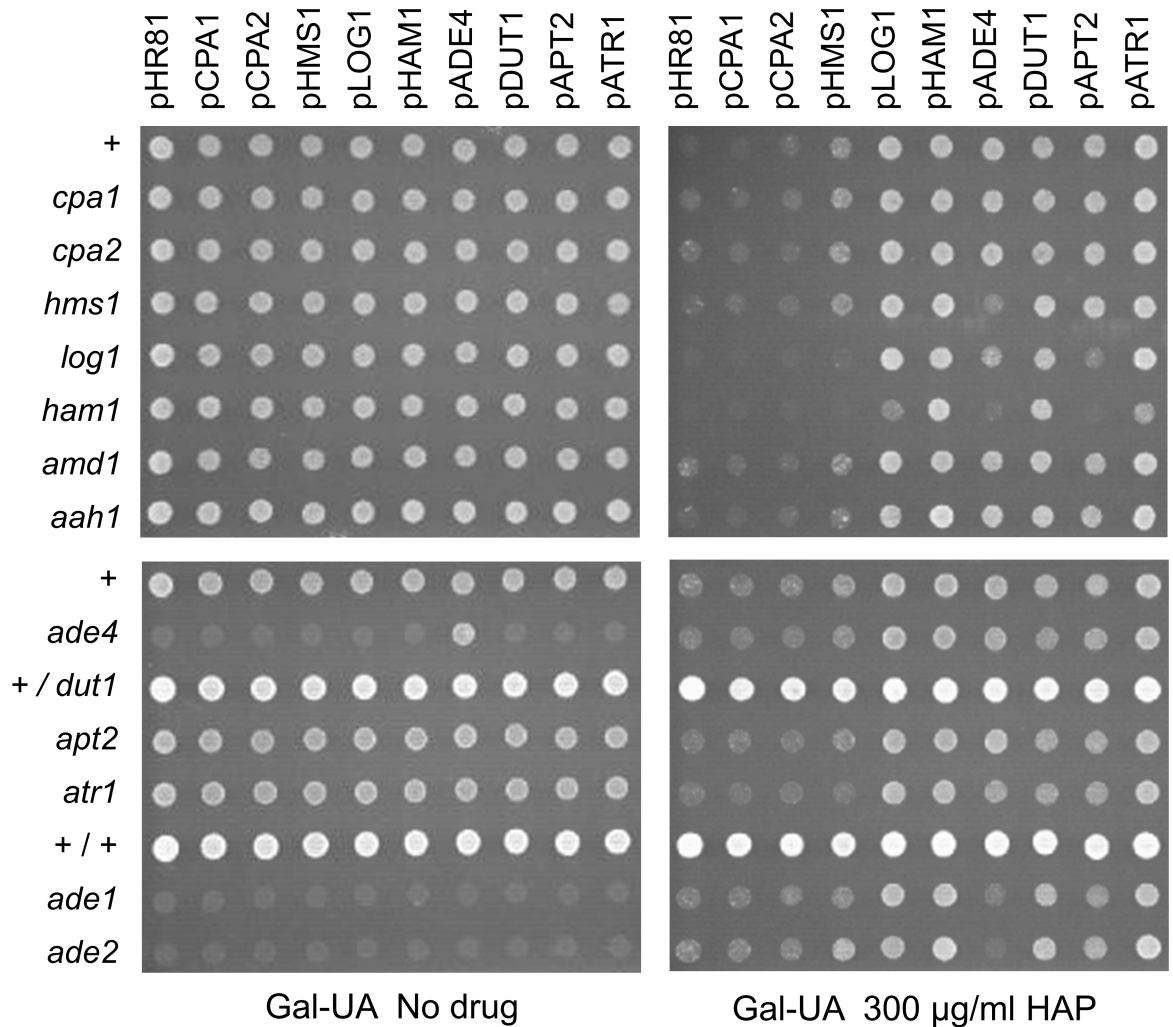 pHR81 pCPA1 pCPA2 pHMS1 pLOG1 pHAM1 pADE4 pDUT1 pAPT2 pATR1
pHR81 pCPA1 pCPA2 pHMS1 pLOG1 pHAM1 pADE4 pDUT1 pAPT2 pATR1
+
cpa1
cpa2
hms1
log1
ham1
amd1
aah1
+
ade4
+ / dut1
apt2
atr1
+ / +
ade1
ade2
Gal-UA No drug
Gal-UA 300 µg/ml HAP